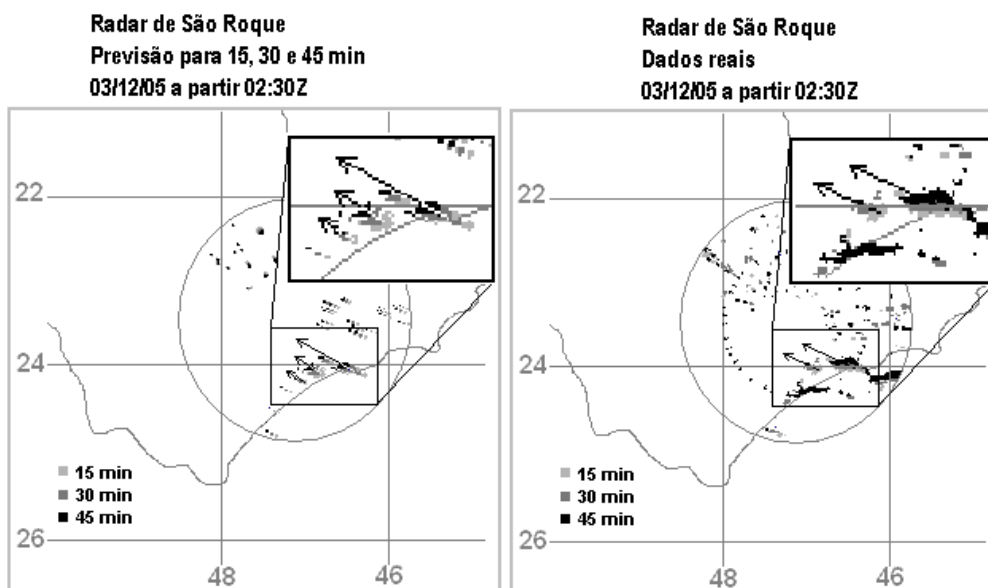 Radar de São Roque
Previsão para 15, 30 e 45 min
03/12/05 a partir 02:30Z
22
24
26
48
46
15 min
30 min
45 min
Radar de São Roque
Dados reais
03/12/05 a partir 02:30Z
22
24
26
48
46
15 min
30 min
45 min